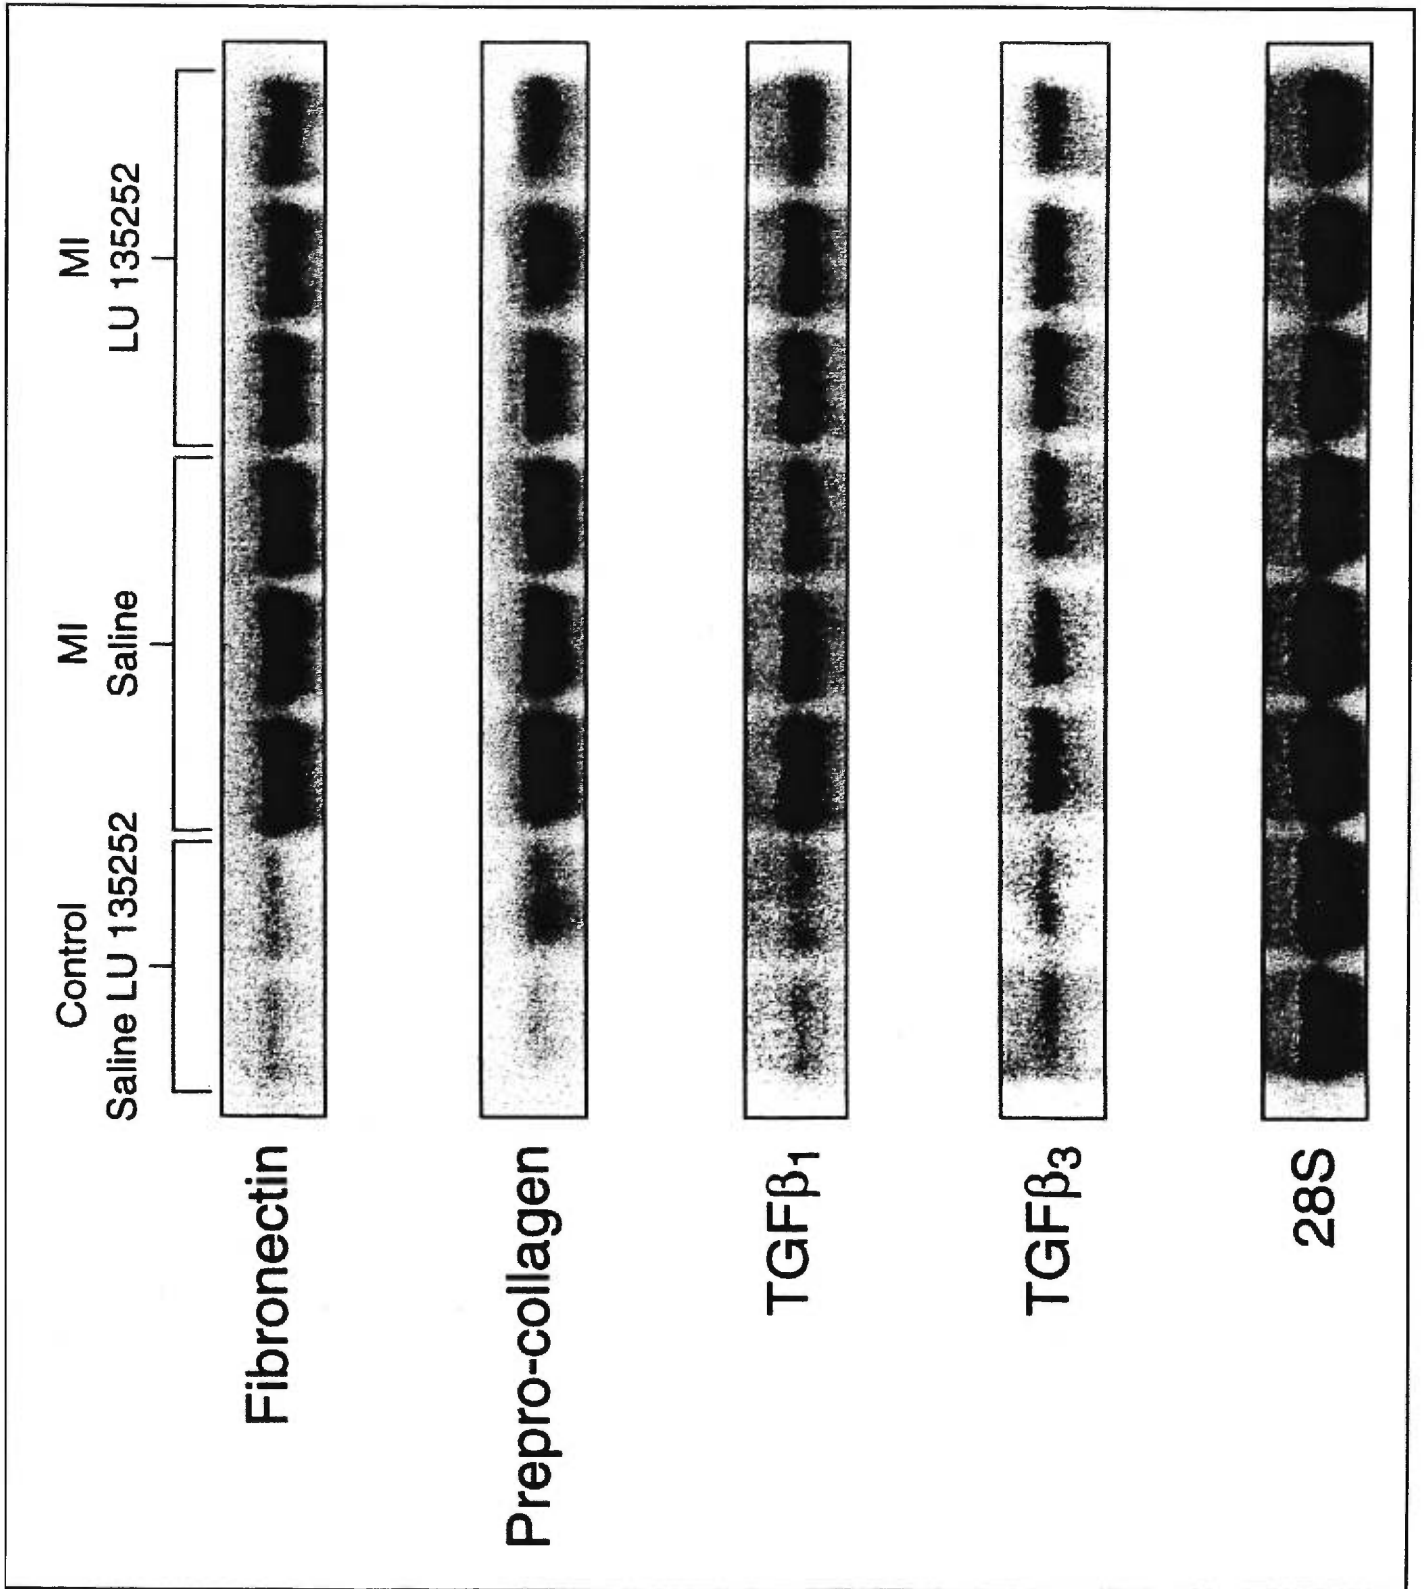 Control
Saline LU 135252
MI
Saline
MI
LU 135252
Fibronectin
Prepro-collagen
TGFβ1
TGFβ3
28S